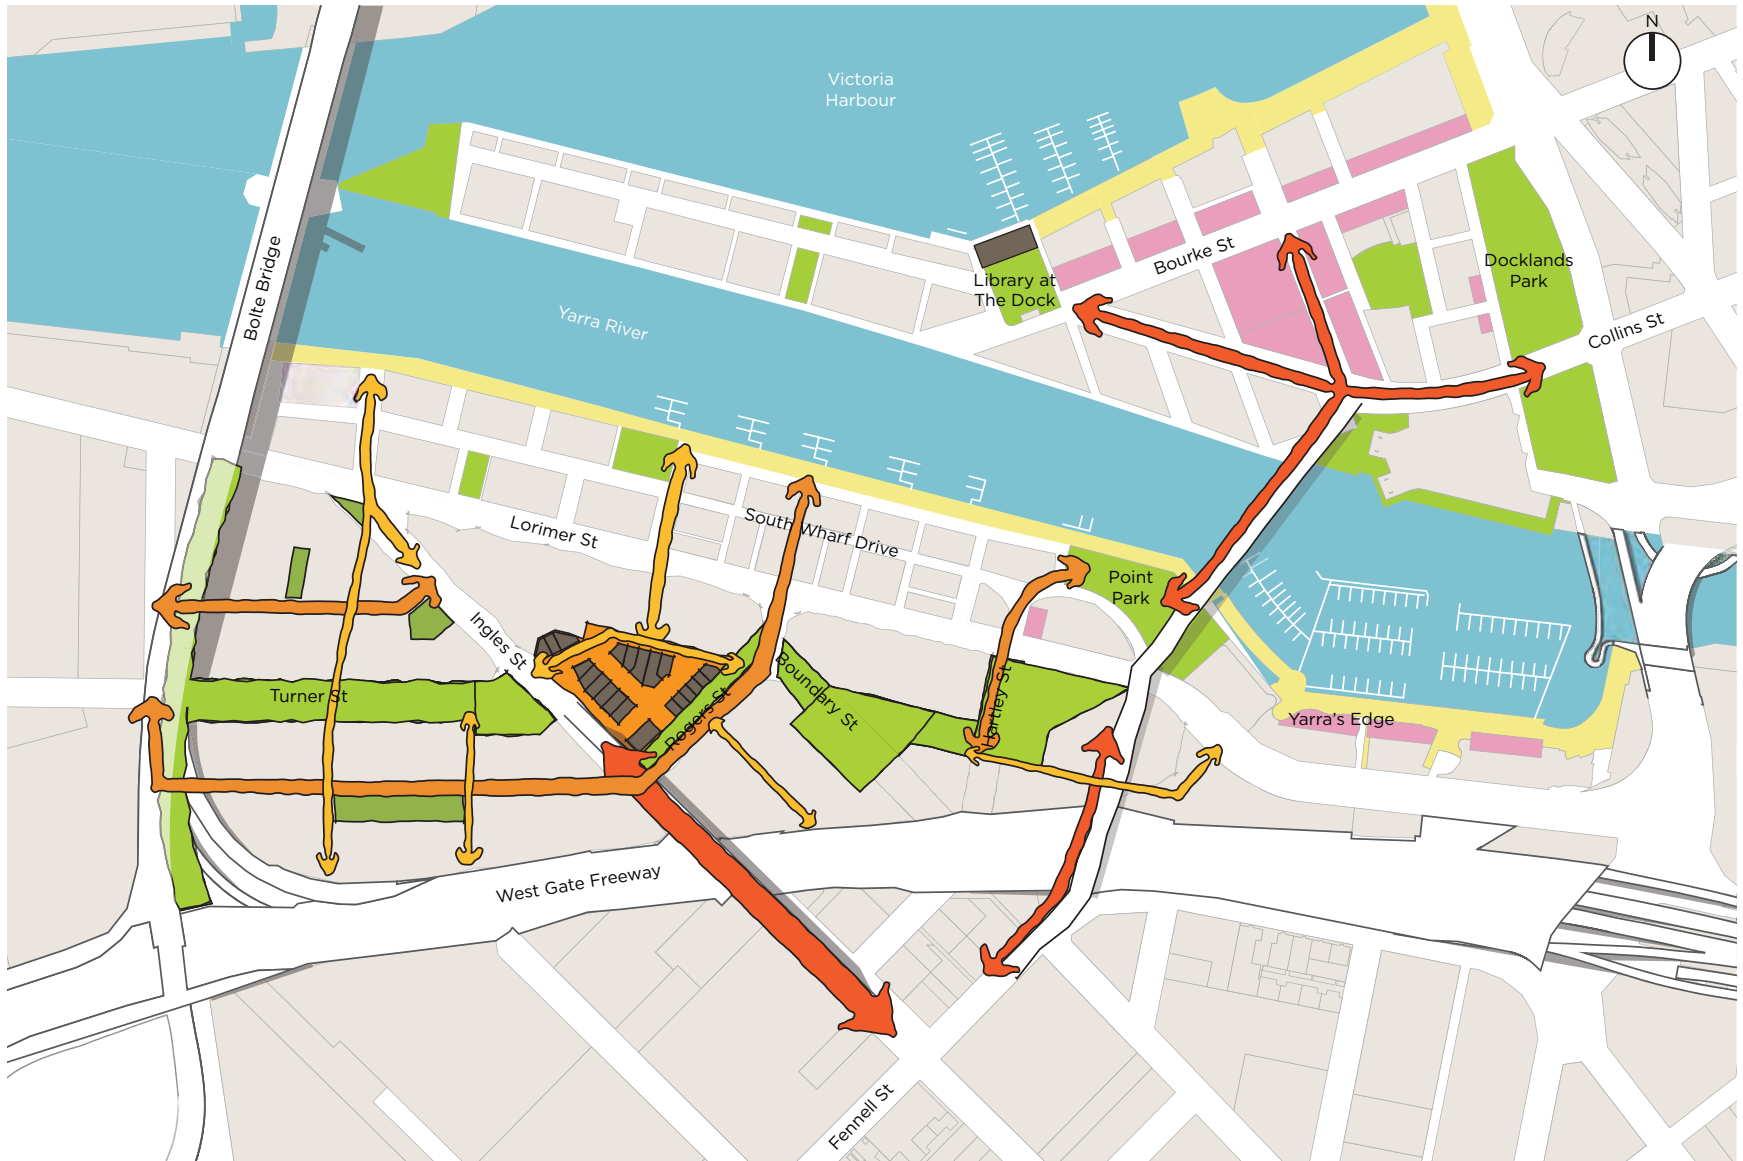 N
Victoria
Harbour
Bolte Bridge
Bourke St
Library at
The Dock
Docklands
Park
Yarra River
Collins St
South Wharf Drive
Lorimer St
Point
Park
Ingles St
Turner St
Rogers St
Boundary St
Hartley St
Yarra's Edge
West Gate Freeway
Fennell St